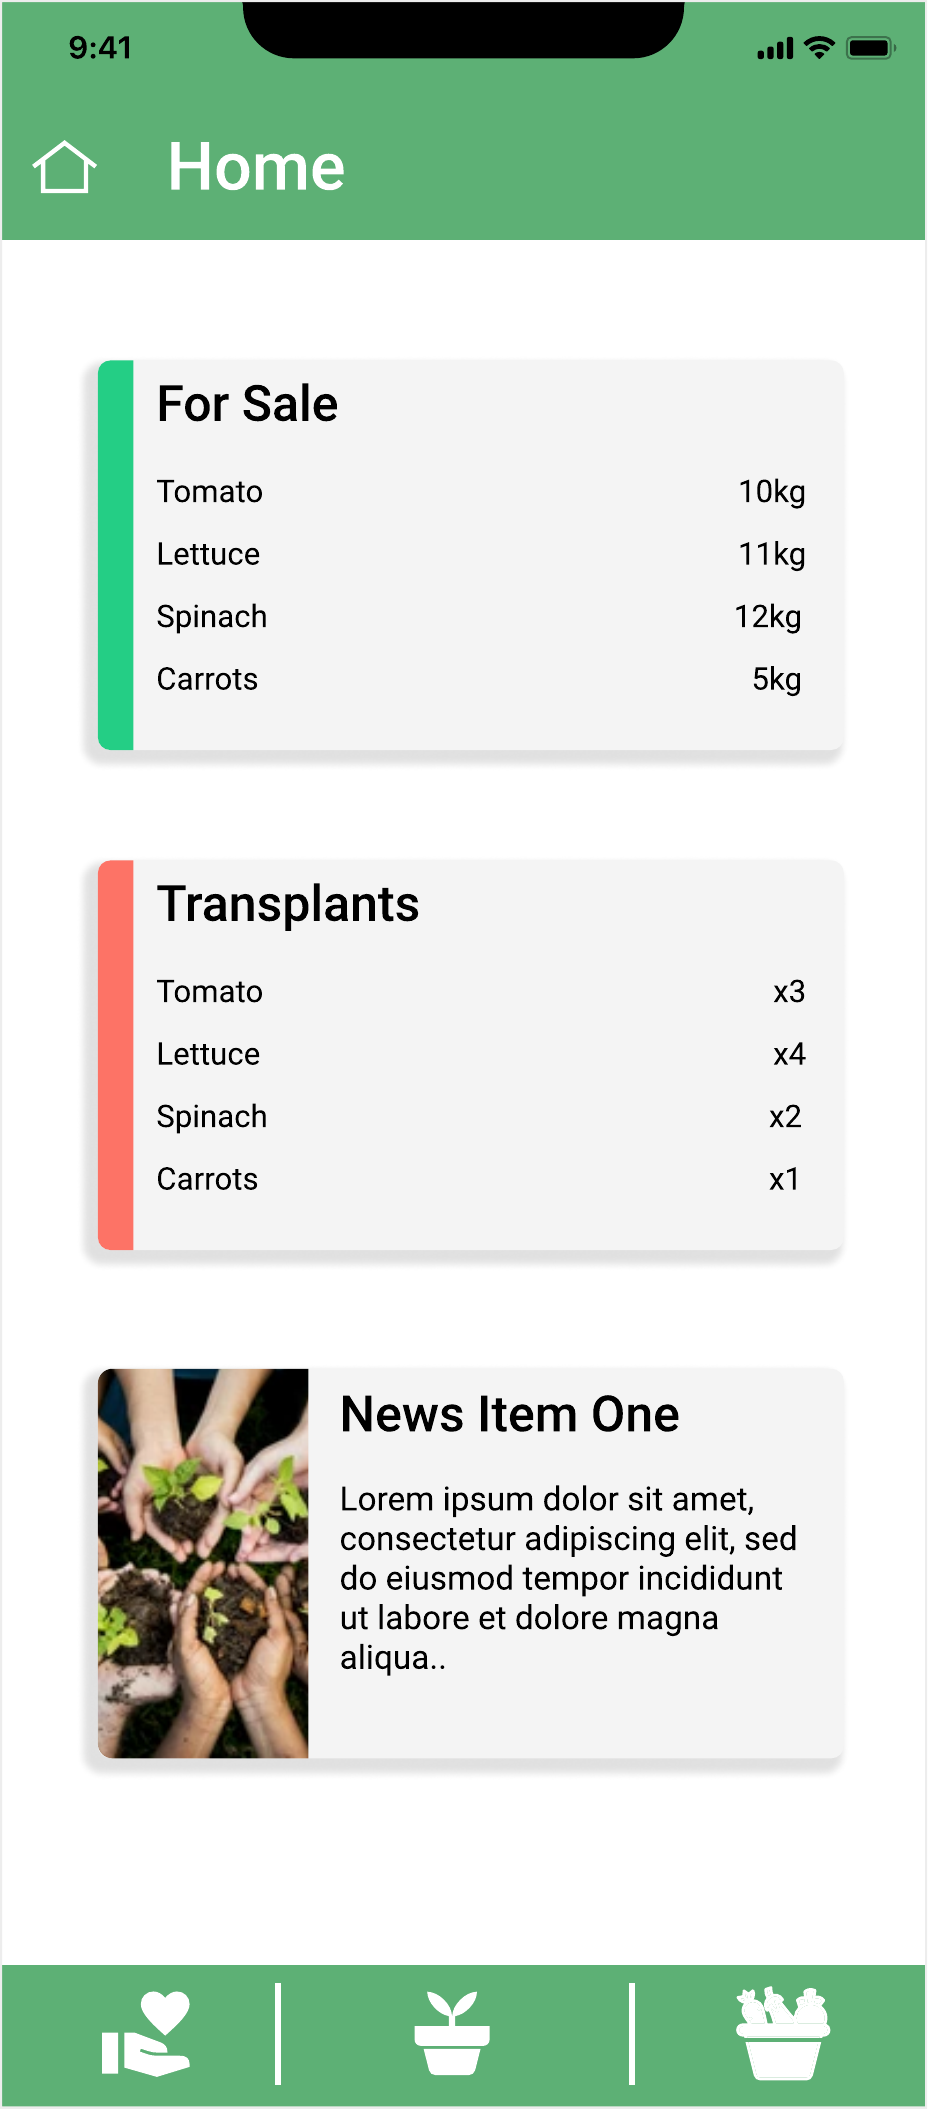 9:41
Home
For Sale
Tomato 10kg
Lettuce 11kg
Spinach 12kg
Carrots 5kg
Transplants
Tomato x3
Lettuce x4
Spinach x2
Carrots x1
News Item One
Lorem ipsum dolor sit amet,
consectetur adipiscing elit, sed
do eiusmod tempor incididunt
ut labore et dolore magna
aliqua..